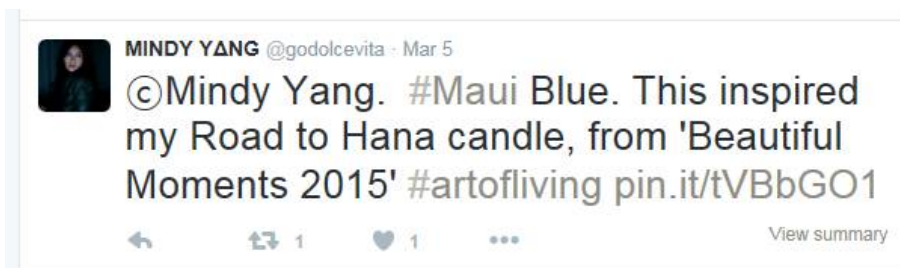 MINDY YΔNG @godolcevita · Mar 5
ⓒMindy Yang. #Maui Blue. This inspired
my Road to Hana candle, from 'Beautiful
Moments 2015' #artofliving pin.it/tVBbGO1
1 1 View summary